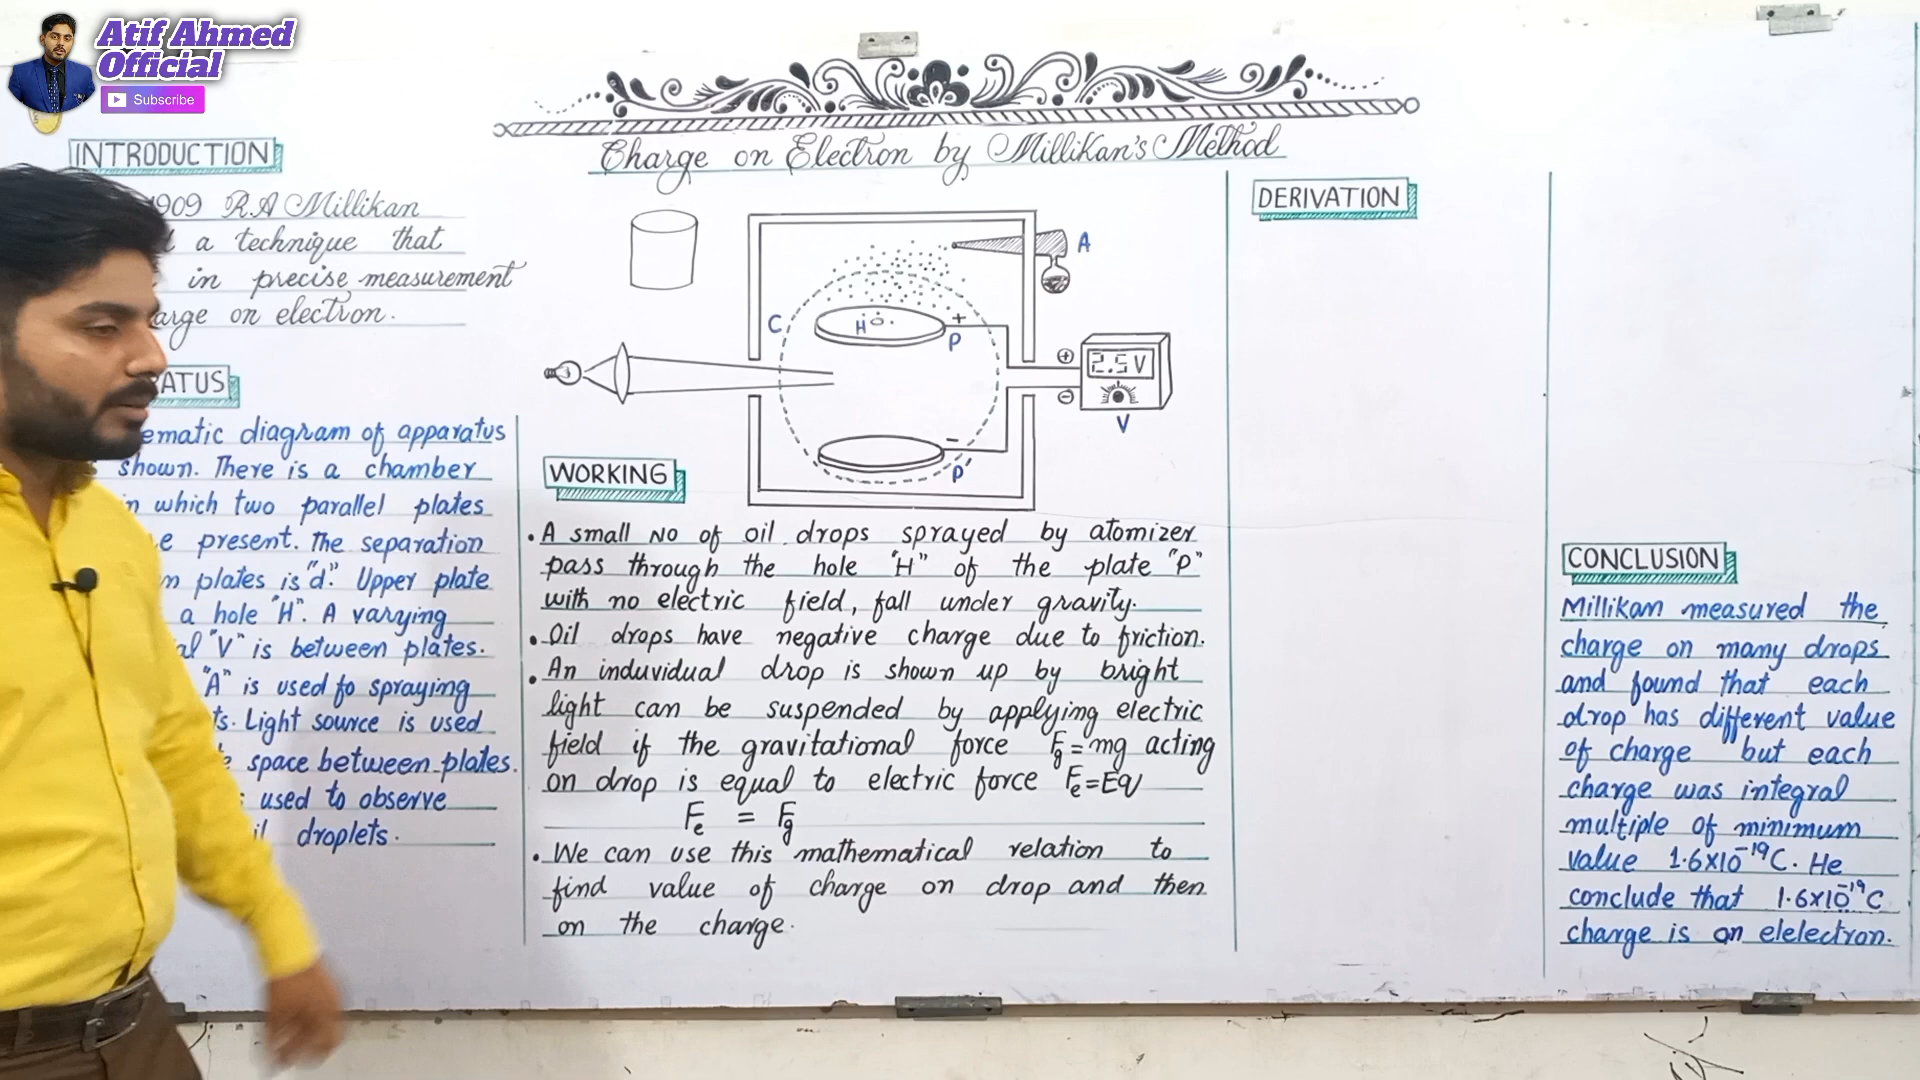 Atif Ahmed
Official
Subscribe
Charge on Electron by Millikan's Method
INTRODUCTION
1909 R.A Millikan
a technique that
in precise measurement
on electron.
ATUS
ematic diagram of apparatus
shown. There is a chamber
in which two parallel plates
present. The separation
plates is "d". Upper plate
a hole "H". A varying
"V" is between plates.
"A" is used fo spraying
Light source is used
space between plates.
used to observe
droplets.
A
C
H
+
P
2.5V
V
-
P'
WORKING
• A small No of oil drops sprayed by atomizer
pass through the hole "H" of the plate "P"
with no electric field, fall under gravity.
• Oil drops have negative charge due to friction.
• An induvidual drop is shown up by bright
light can be suspended by applying electric
field if the gravitational force Fg=mg acting
on drop is equal to electric force Fe=Eq
Fe = Fg
• We can use this mathematical relation to
find value of charge on drop and then
on the charge.
DERIVATION
CONCLUSION
Millikan measured the
charge on many drops
and found that each
drop has different value
of charge but each
charge was integral
multiple of minimum
value 1.6x10⁻¹⁹C. He
conclude that 1.6x10⁻¹⁹C
charge is on elelectron.